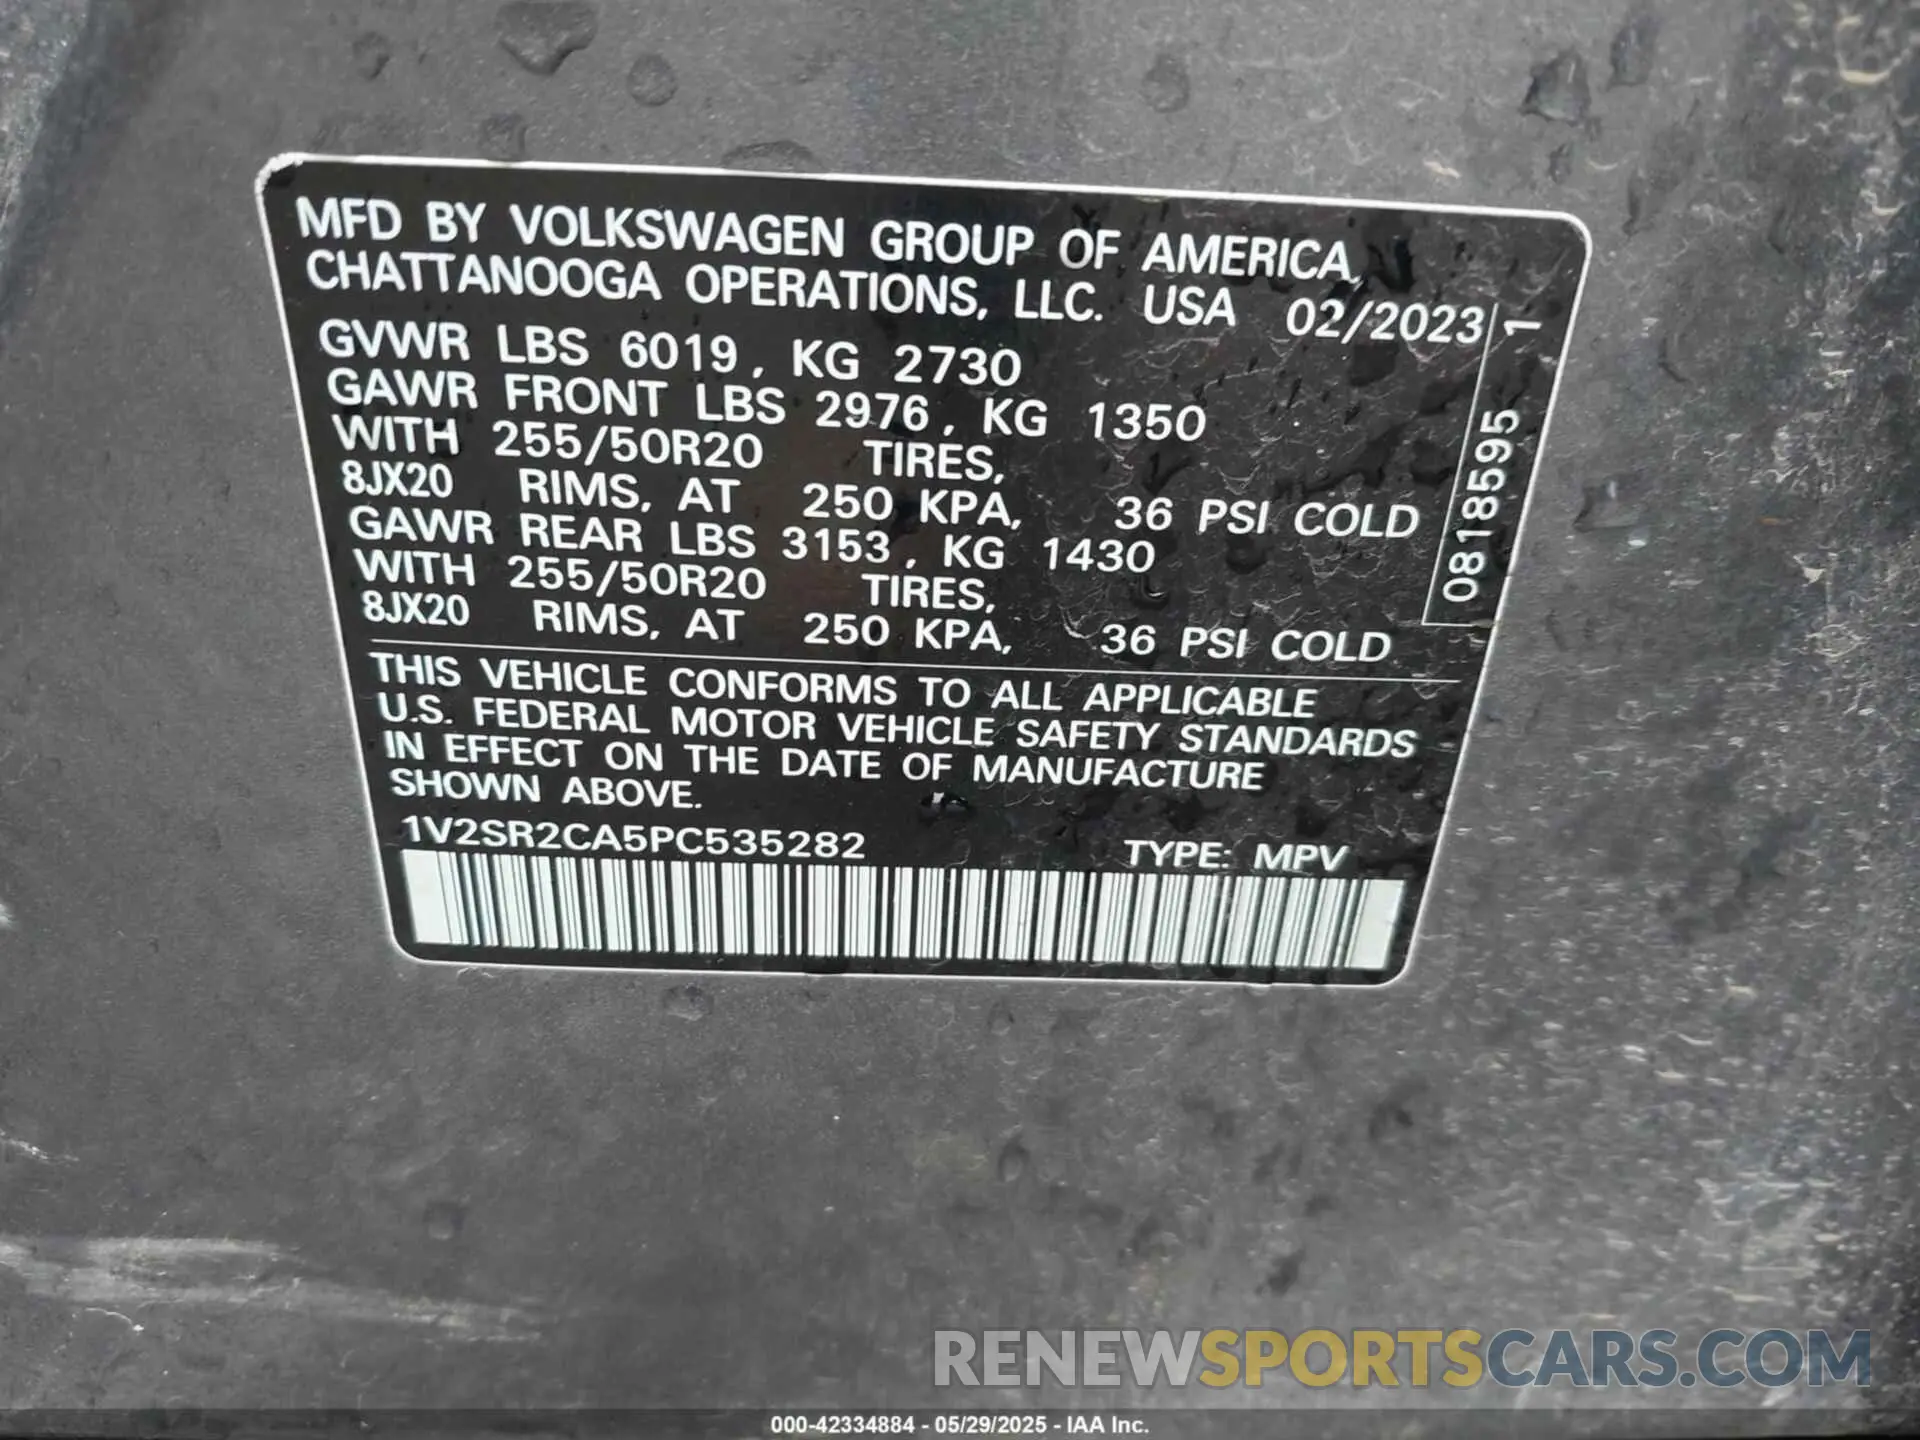 MFD BY VOLKSWAGEN GROUP OF AMERICA,
CHATTANOOGA OPERATIONS, LLC. USA 02/2023
GVWR LBS 6019, KG 2730
GAWR FRONT LBS 2976, KG 1350
WITH 255/50R20 TIRES,
8JX20 RIMS, AT 250 KPA, 36 PSI COLD
GAWR REAR LBS 3153, KG 1430
WITH 255/50R20 TIRES,
8JX20 RIMS, AT 250 KPA, 36 PSI COLD
0818595 1
THIS VEHICLE CONFORMS TO ALL APPLICABLE
U.S. FEDERAL MOTOR VEHICLE SAFETY STANDARDS
IN EFFECT ON THE DATE OF MANUFACTURE
SHOWN ABOVE.
1V2SR2CA5PC535282 TYPE: MPV
RENEWSPORTSCARS.COM
000-42334884 - 05/29/2025 - IAA Inc.